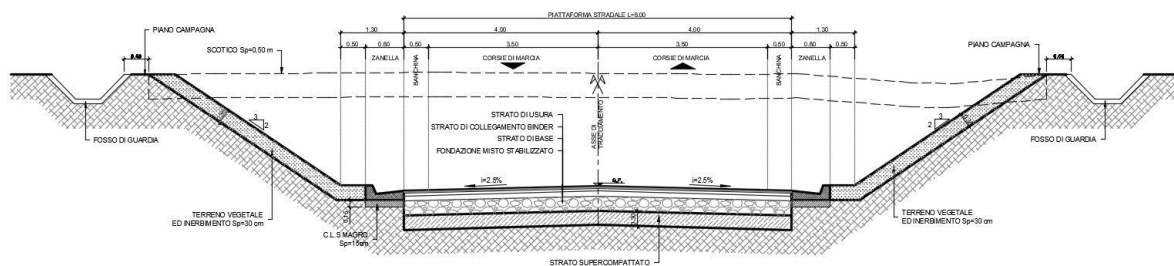 PIATTAFORMA STRADALE L=8.00
1.30 4.00 4.00 1.30
0.50 0.80 0.50 3.50 3.50 0.50 0.80 0.50
ZANELLA BANCHINA CORSIE DI MARCIA CORSIE DI MARCIA BANCHINA ZANELLA
PIANO CAMPAGNA
SCOTICO Sp=0.50 m
PIANO CAMPAGNA
FOSSO DI GUARDIA
3
2
STRATO DI USURA
STRATO DI COLLEGAMENTO BINDER
STRATO DI BASE
FONDAZIONE MISTO STABILIZZATO
ASSE DI
TRACCIAMENTO
3
2
FOSSO DI GUARDIA
i=2.5%
i=2.5%
TERRENO VEGETALE
ED INERBIMENTO Sp=30 cm
0.15
C.L.S MAGRO
Sp=15cm
0.30
STRATO SUPERCOMPATTATO
TERRENO VEGETALE
ED INERBIMENTO Sp=30 cm